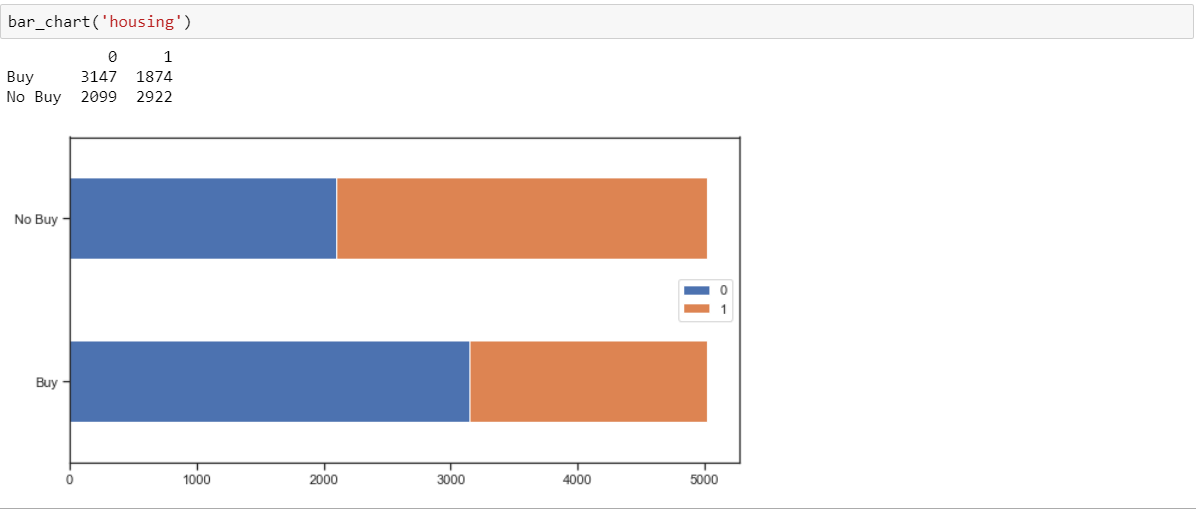 bar_chart('housing')
0 1
Buy 3147 1874
No Buy 2099 2922
No Buy
0
1
Buy
0 1000 2000 3000 4000 5000